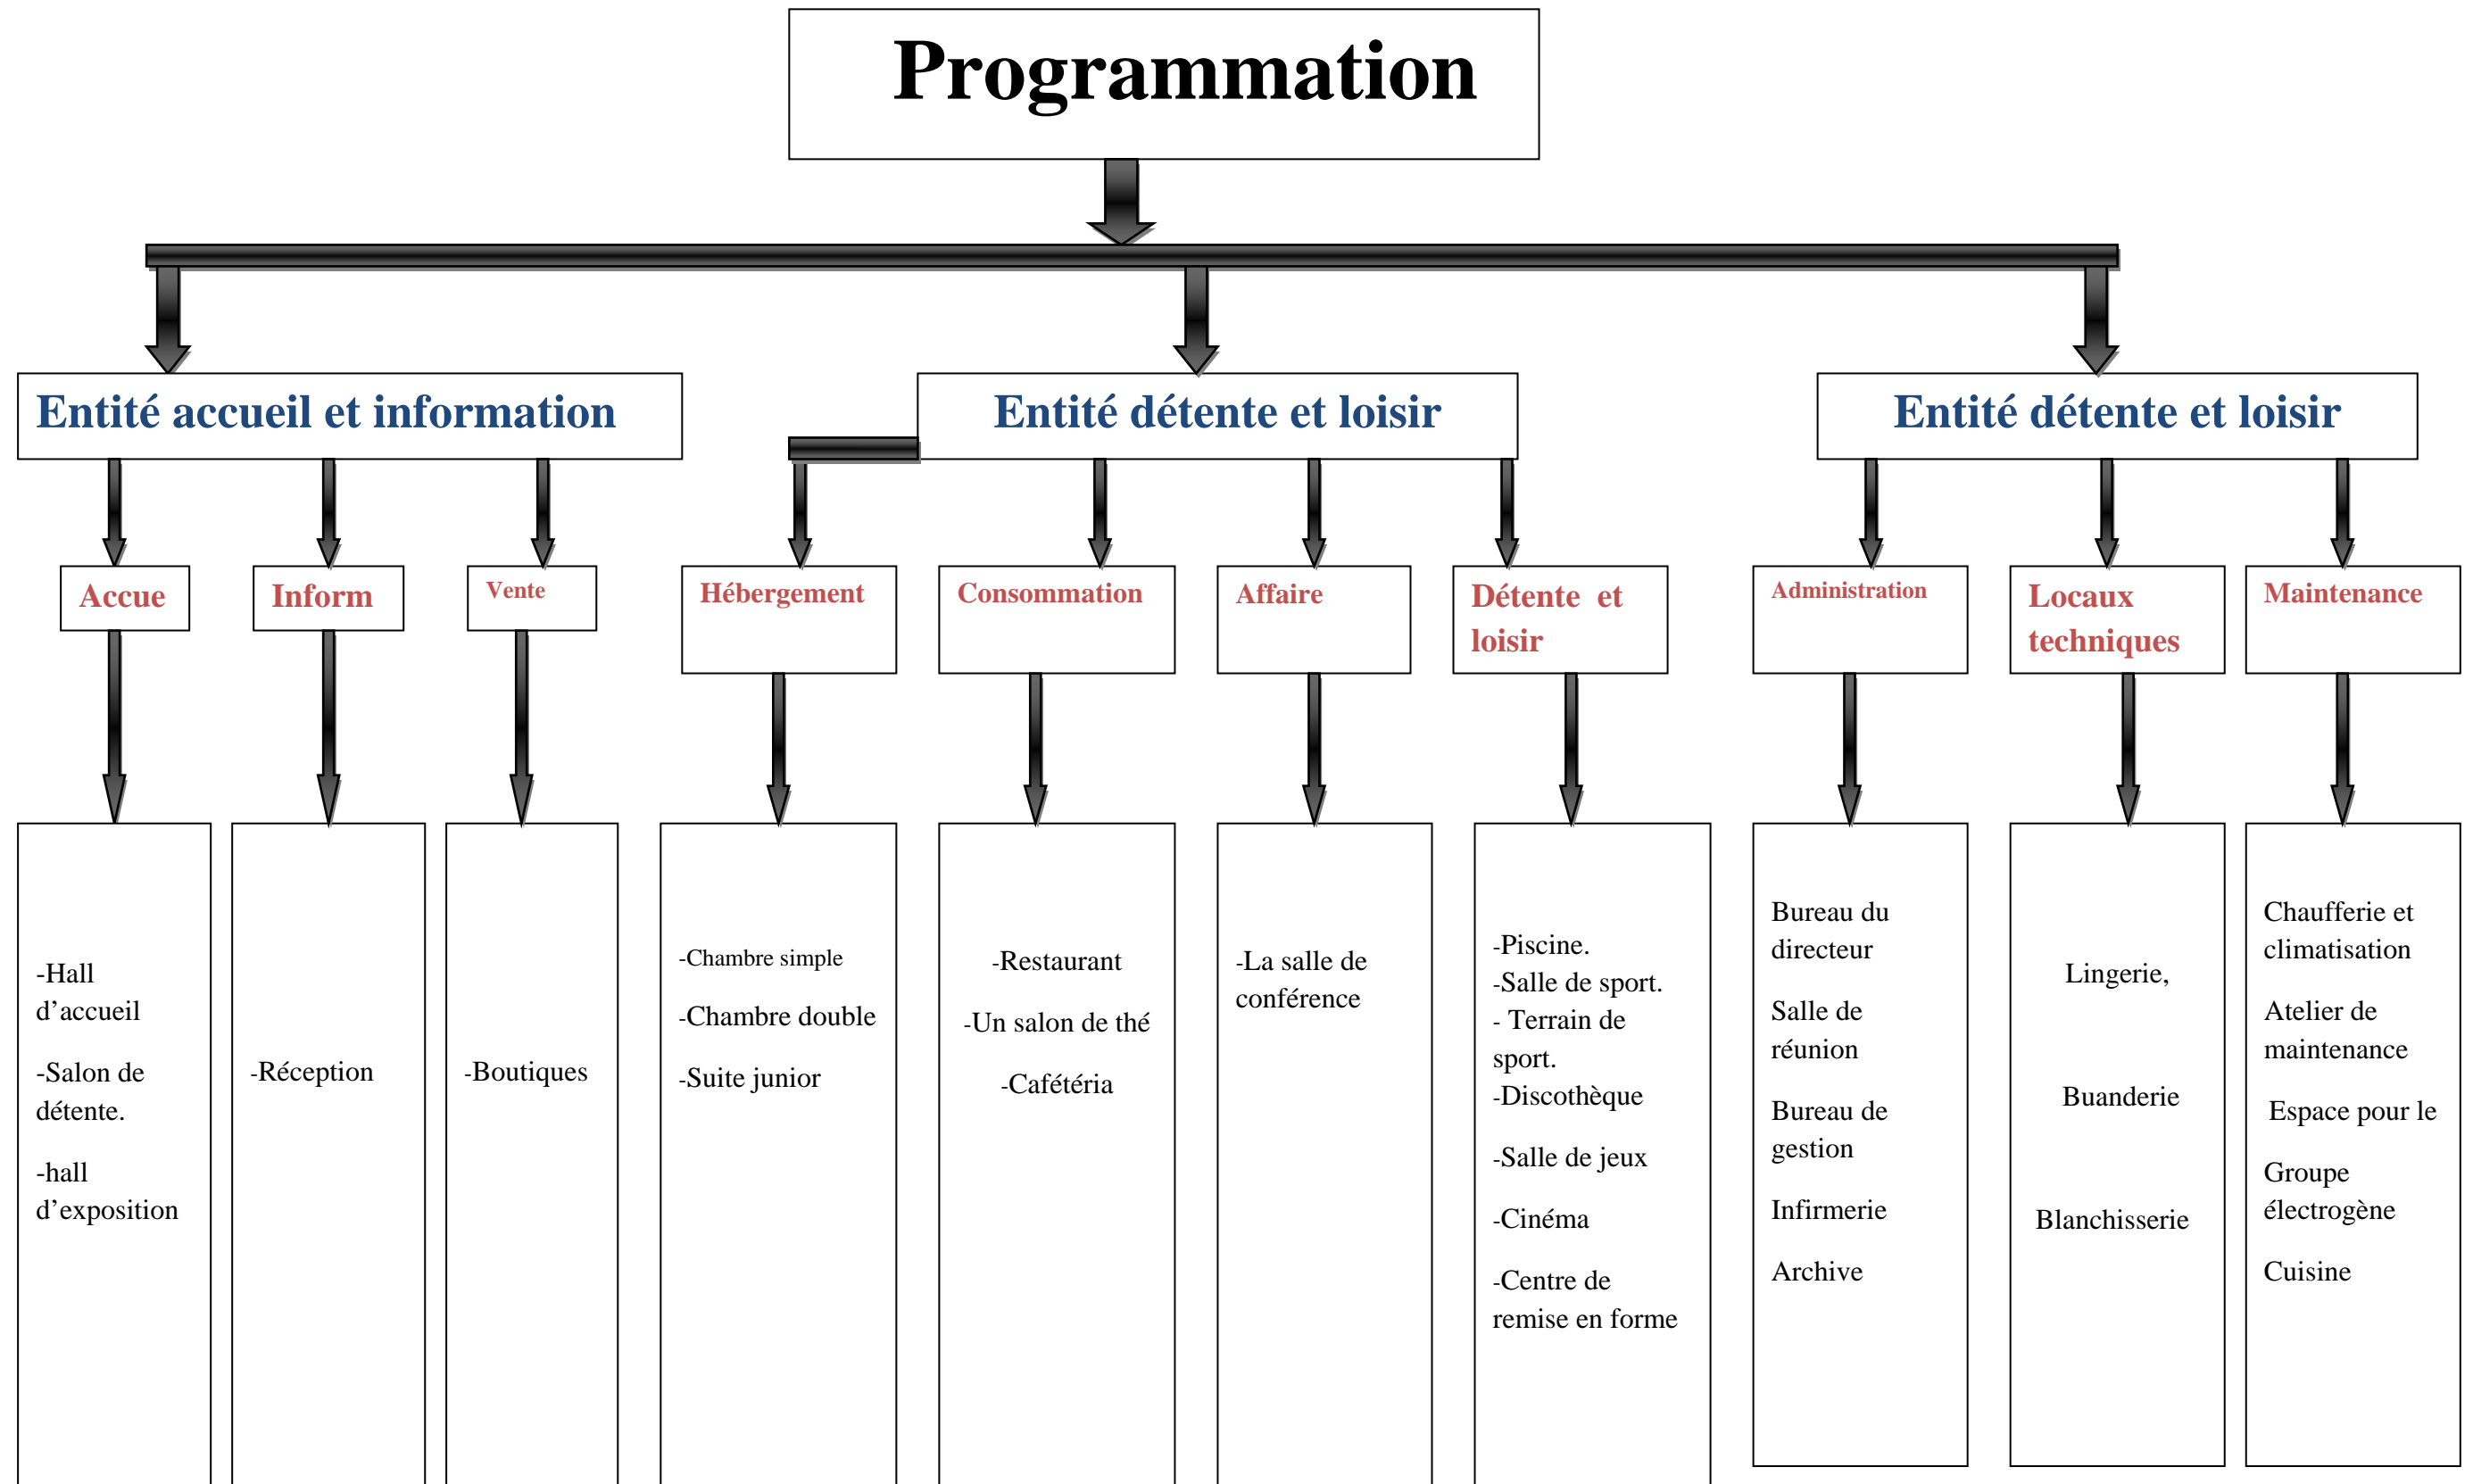 Programmation
Entité accueil et information
Entité détente et loisir
Entité détente et loisir
Accue
Inform
Vente
Hébergement
Consommation
Affaire
Détente  et
loisir
Administration
Locaux
techniques
Maintenance
-Hall
d’accueil
-Salon de
détente.
-hall
d’exposition
-Réception
-Boutiques
-Chambre simple
-Chambre double
-Suite junior
-Restaurant
-Un salon de thé
-Cafétéria
-La salle de
conférence
-Piscine.
-Salle de sport.
- Terrain de
sport.
-Discothèque
-Salle de jeux
-Cinéma
-Centre de
remise en forme
Bureau du
directeur
Salle de
réunion
Bureau de
gestion
Infirmerie
Archive
Lingerie,
Buanderie
Blanchisserie
Chaufferie et
climatisation
Atelier de
maintenance
Espace pour le
Groupe
électrogène
Cuisine